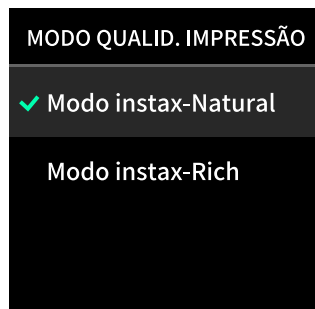 MODO QUALID. IMPRESSÃO
Modo instax-Natural
Modo instax-Rich